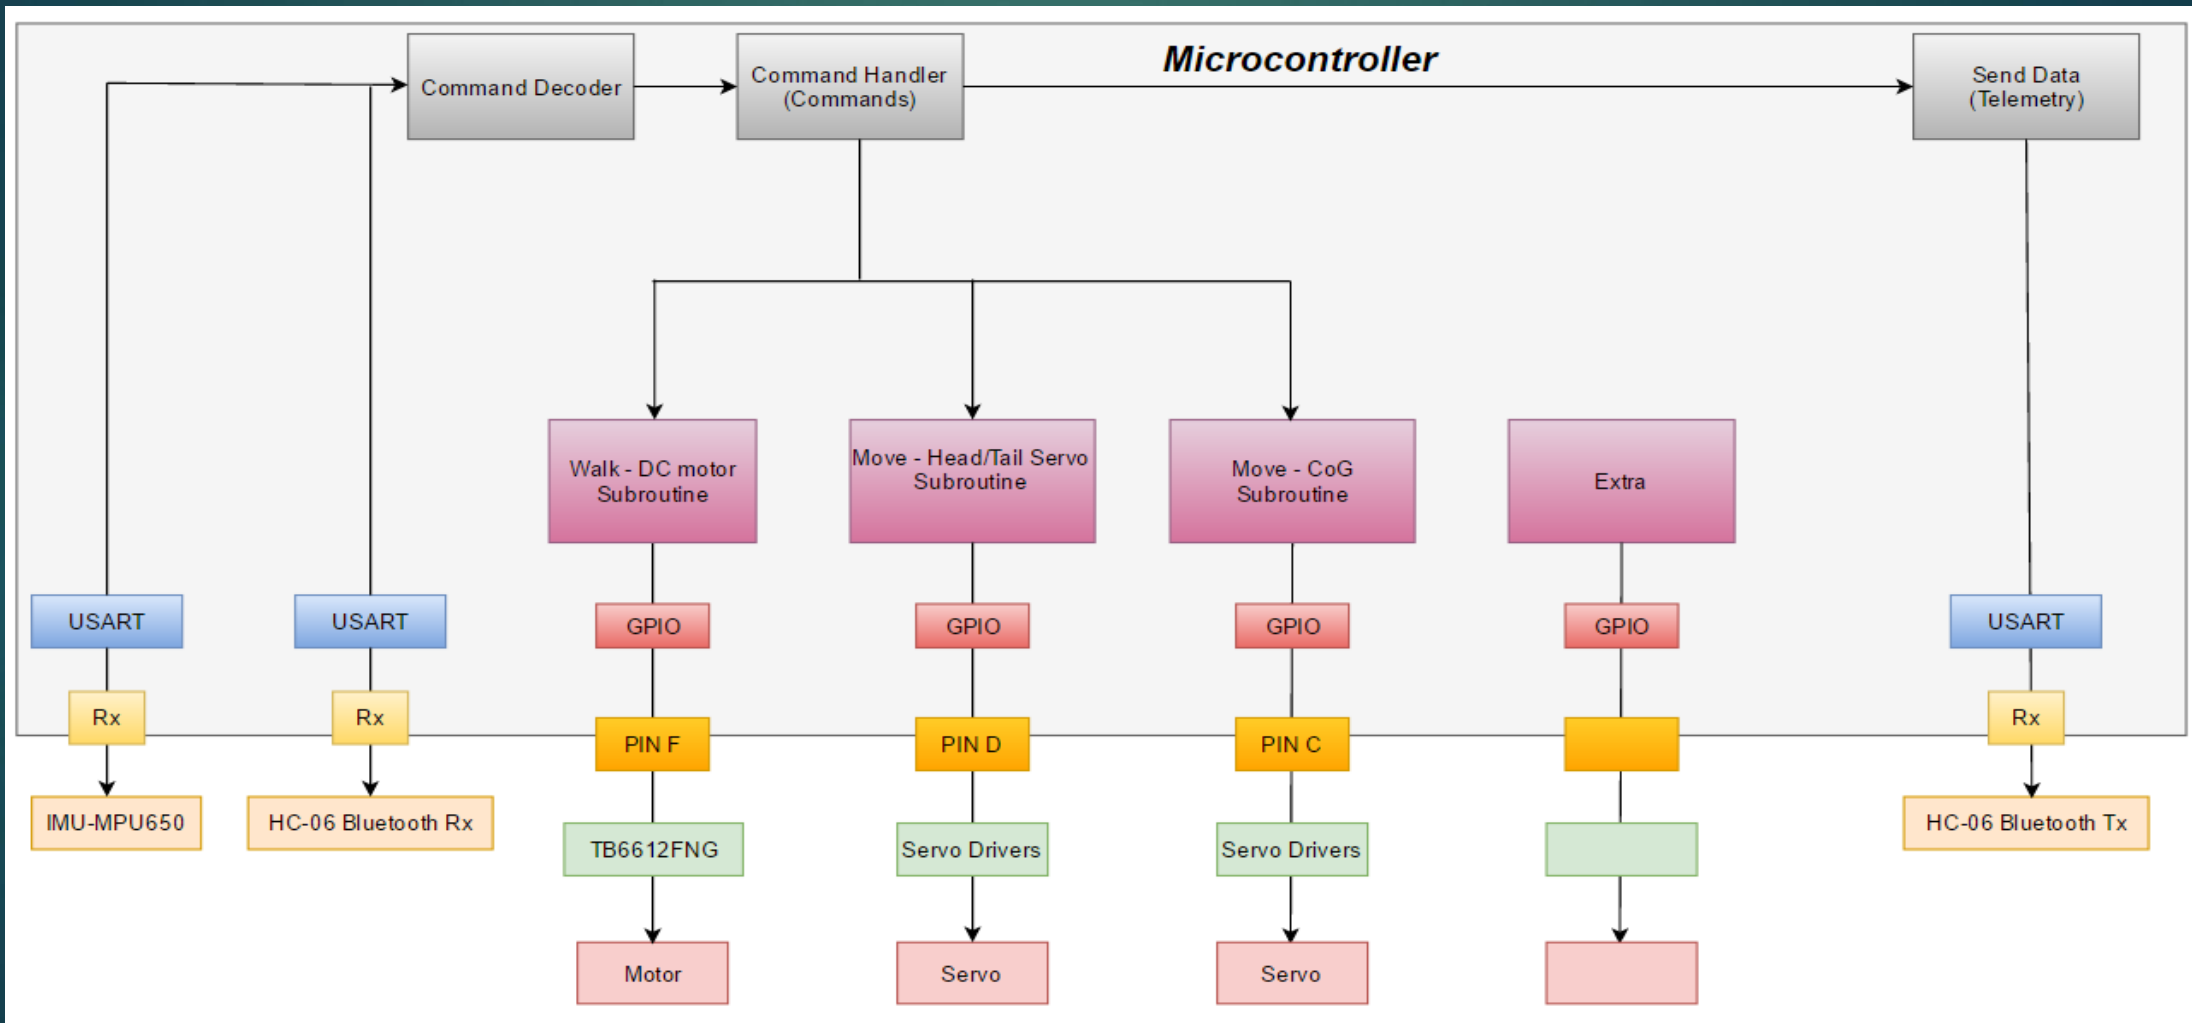 Microcontroller
Command Decoder
Command Handler
(Commands)
Send Data
(Telemetry)
Walk - DC motor
Subroutine
Move - Head/Tail Servo
Subroutine
Move - CoG
Subroutine
Extra
USART
USART
GPIO
GPIO
GPIO
GPIO
USART
Rx
Rx
PIN F
PIN D
PIN C
Rx
IMU-MPU650
HC-06 Bluetooth Rx
TB6612FNG
Servo Drivers
Servo Drivers
HC-06 Bluetooth Tx
Motor
Servo
Servo